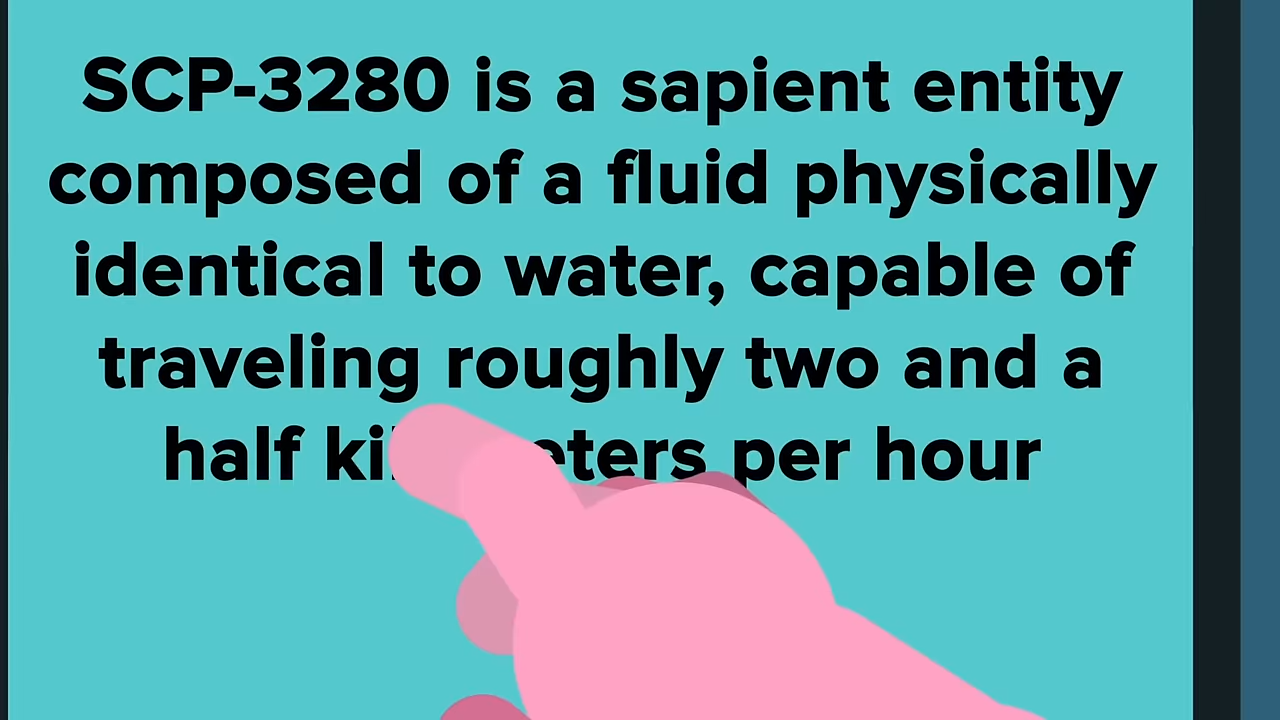 SCP-3280 is a sapient entity
composed of a fluid physically
identical to water, capable of
traveling roughly two and a
half per hour